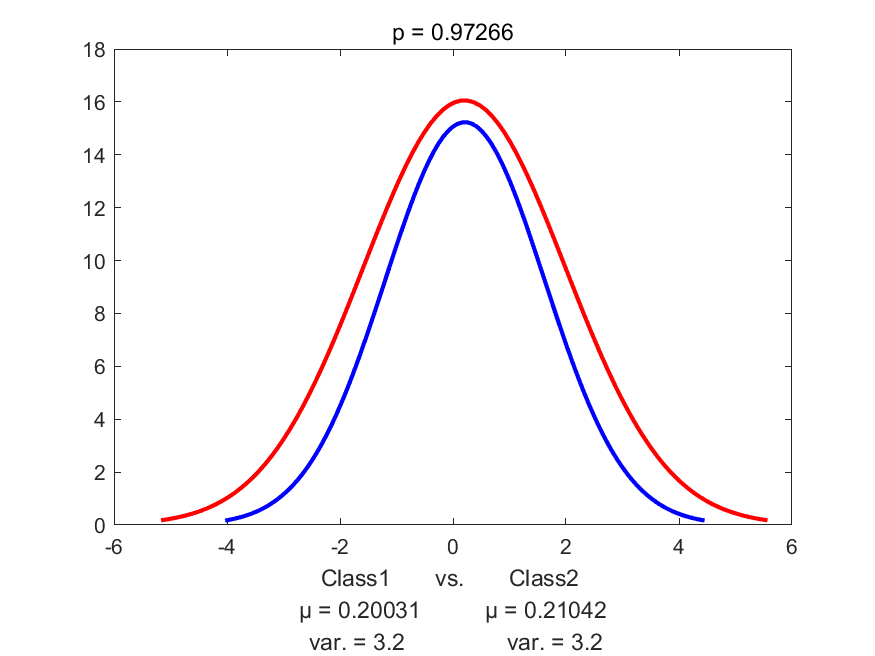 p = 0.97266
18
16
14
12
10
8
6
4
2
0
-6 -4 -2 0 2 4 6
Class1 vs. Class2
μ = 0.20031 μ = 0.21042
var. = 3.2 var. = 3.2